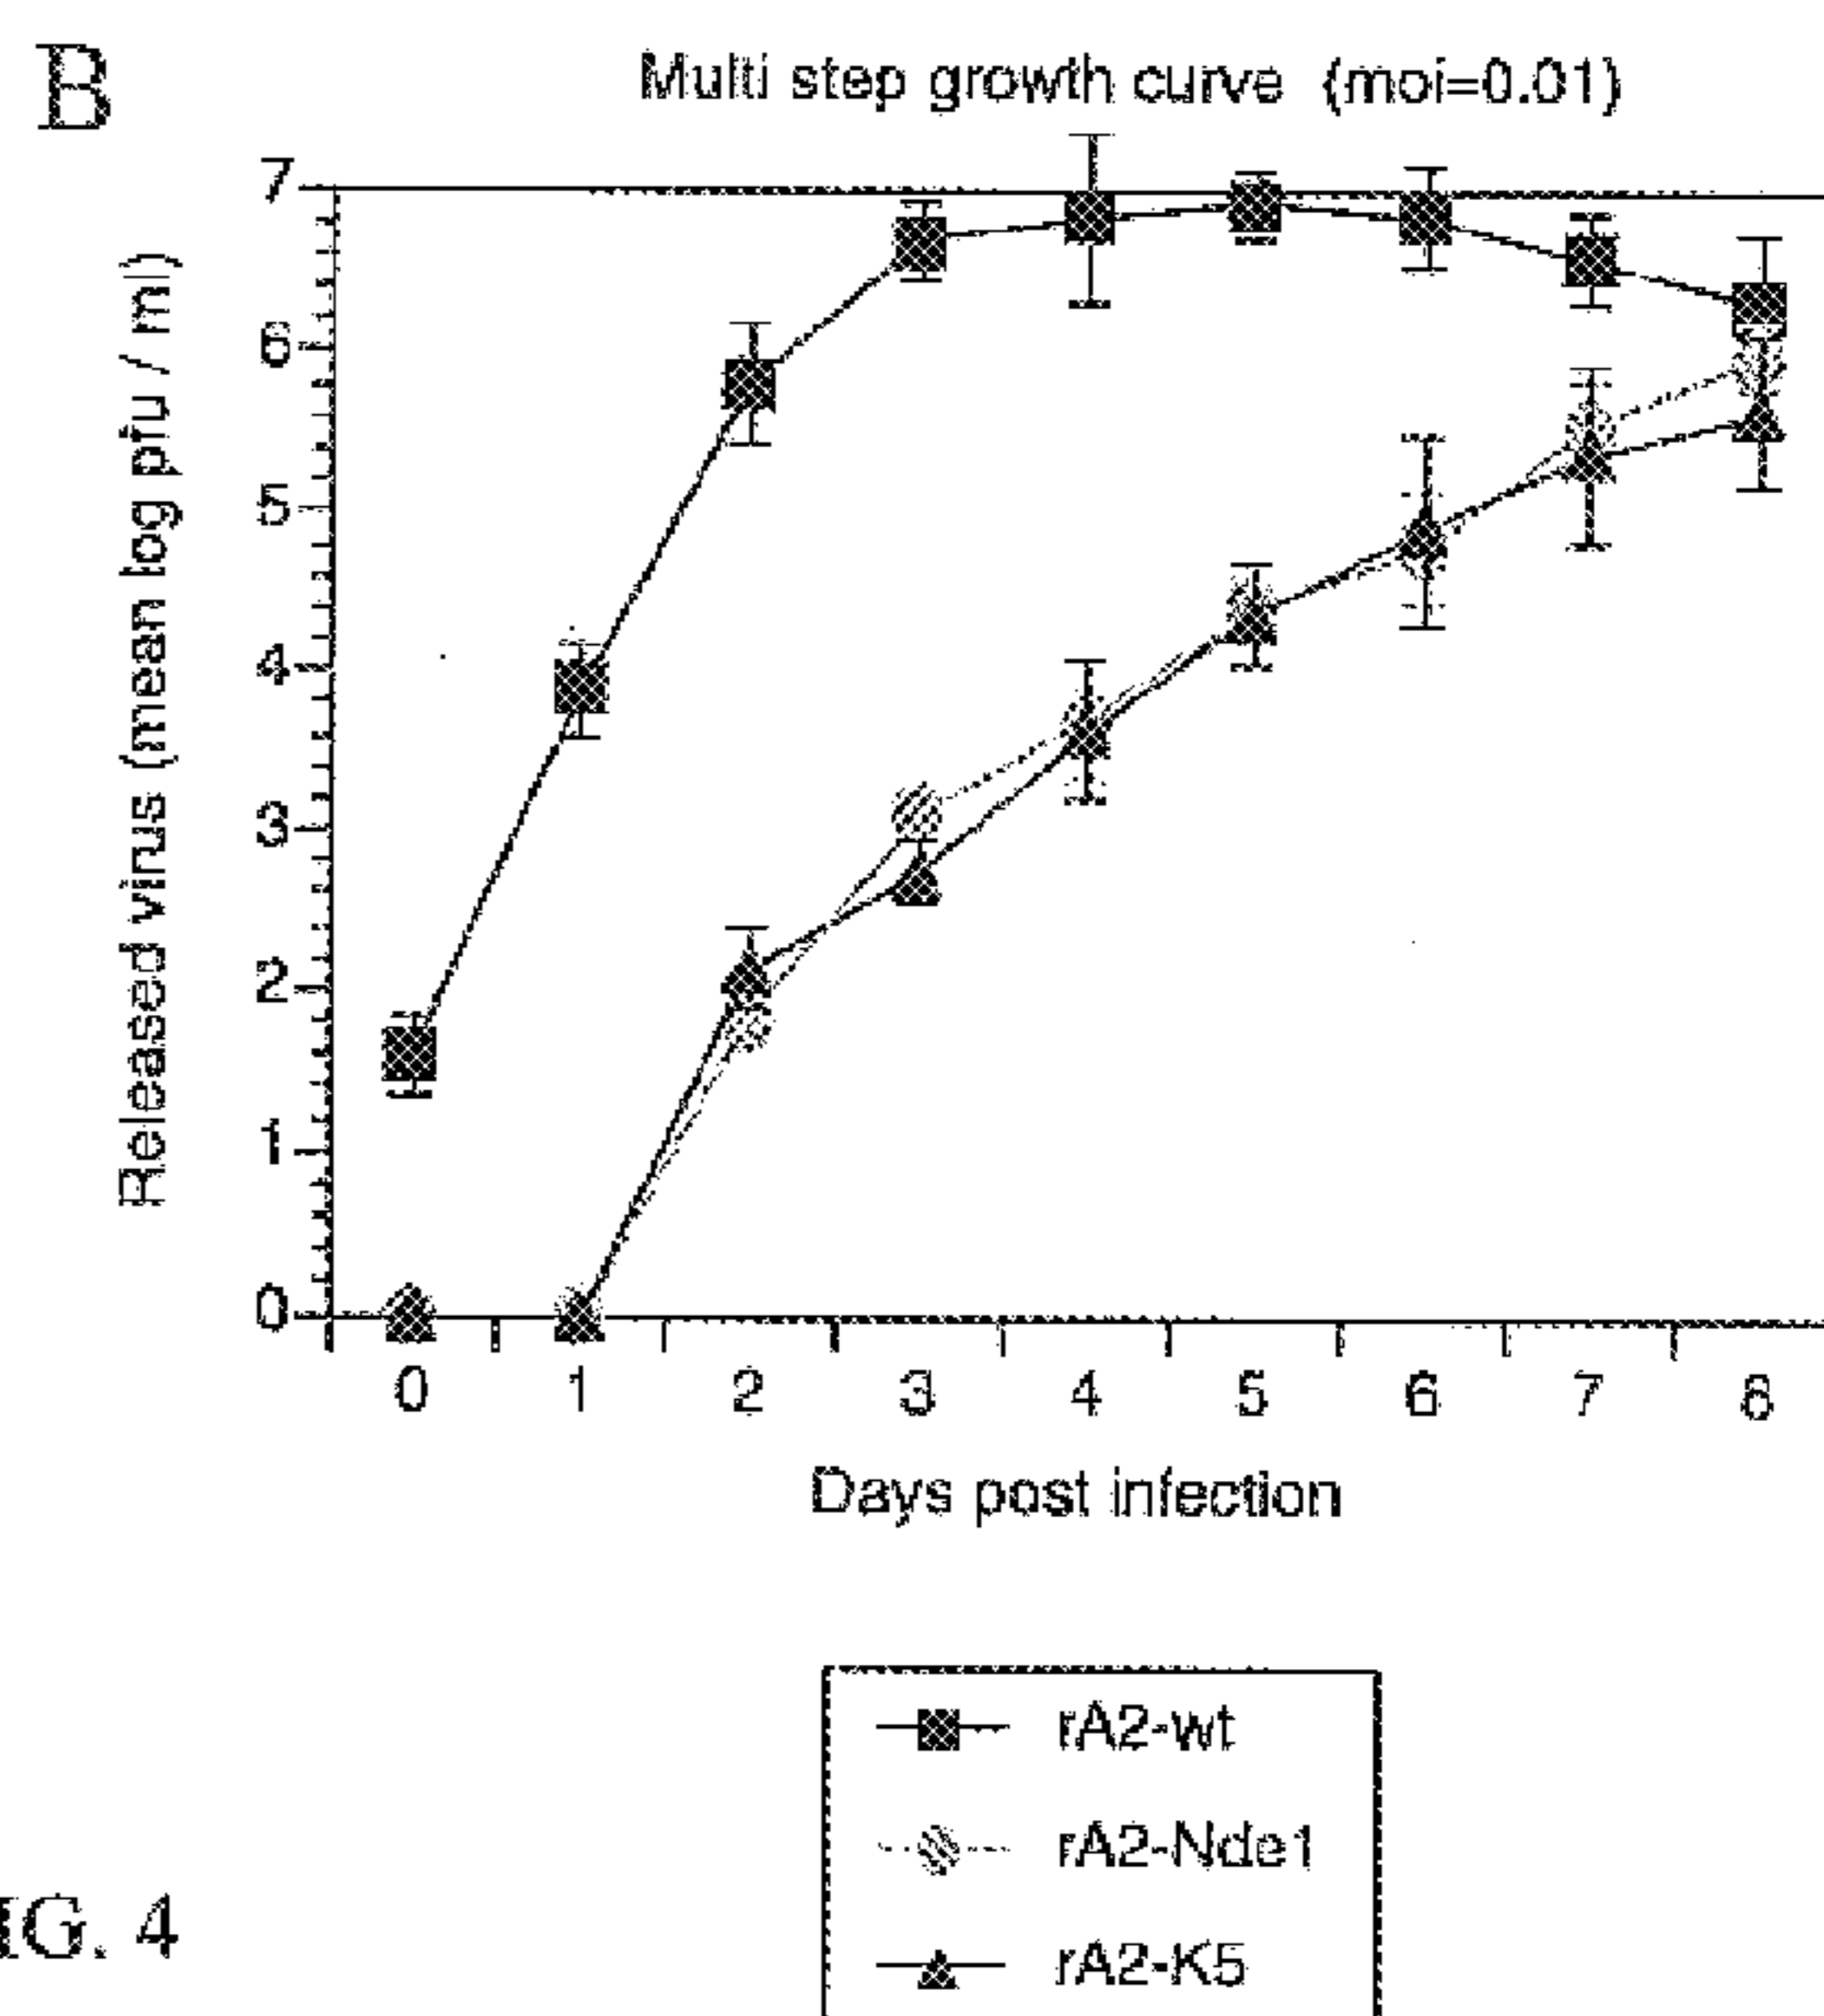 B
Multi step growth curve (moi=0.01)
Released virus (mean log pfu / ml)
7
6
5
4
3
2
1
0
0 1 2 3 4 5 6 7 8
Days post infection
rA2-wt
rA2-Nde1
rA2-K5
IG. 4